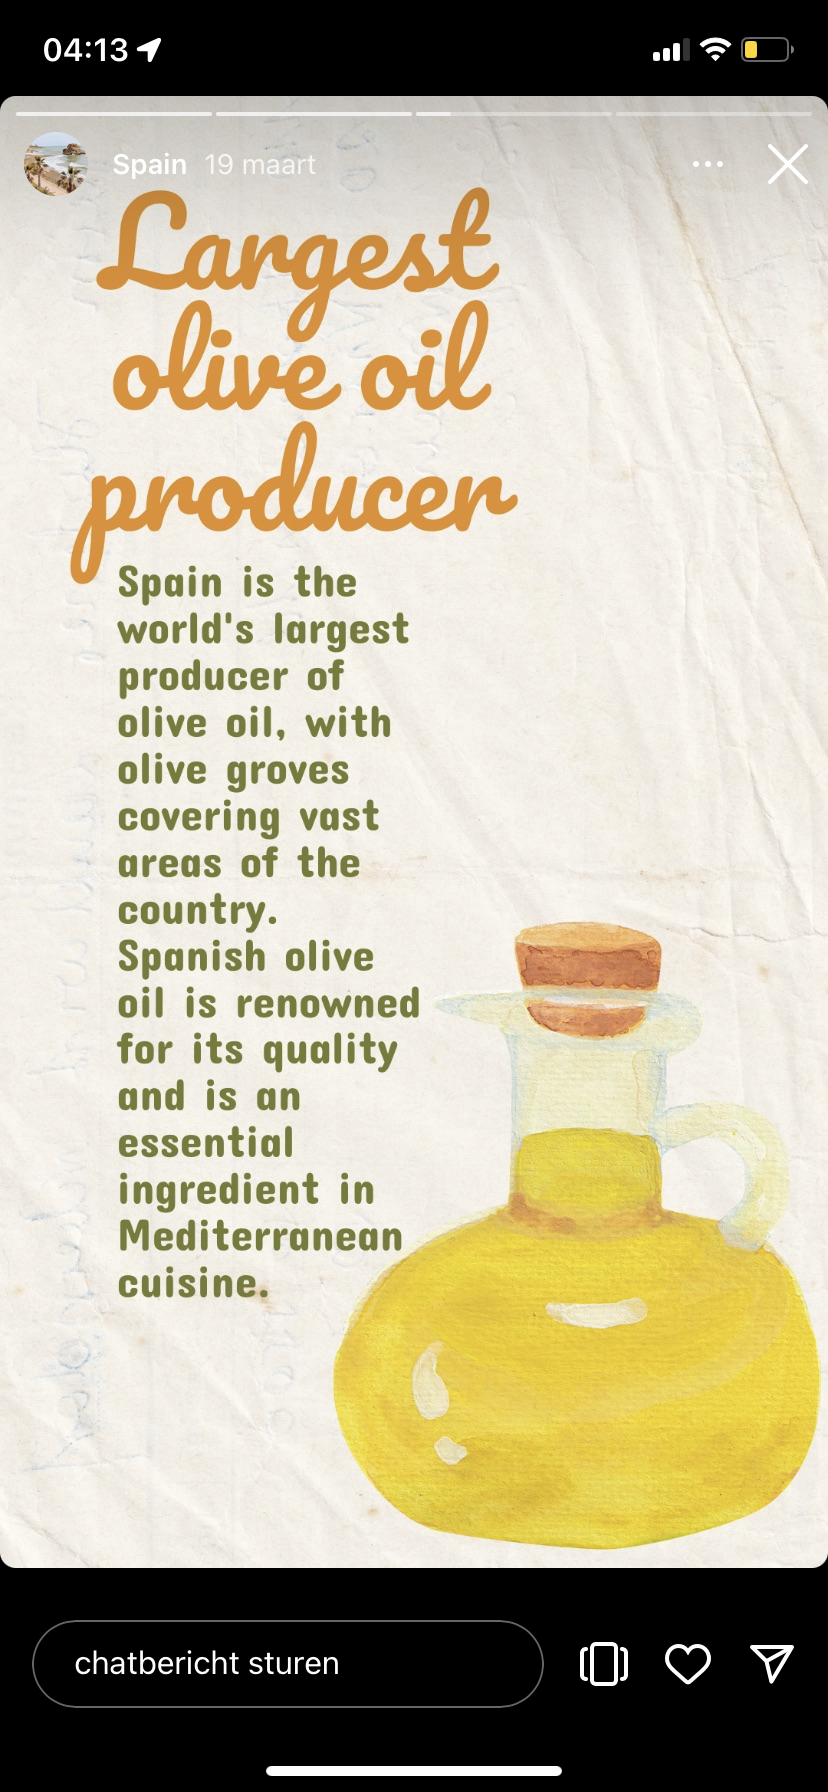 04:13
Spain 19 maart
Largest
olive oil
producer
Spain is the
world's largest
producer of
olive oil, with
olive groves
covering vast
areas of the
country.
Spanish olive
oil is renowned
for its quality
and is an
essential
ingredient in
Mediterranean
cuisine.
chatbericht sturen